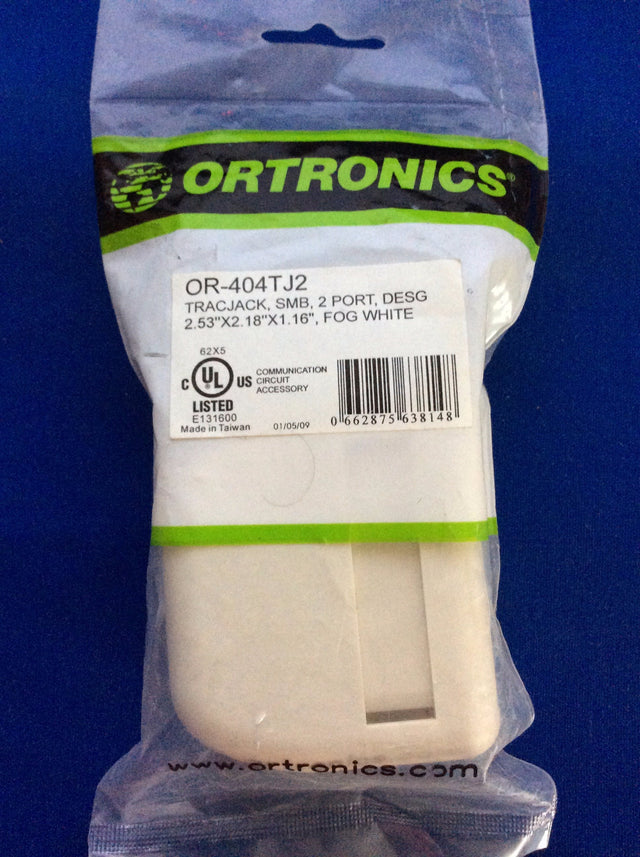 ORTRONICS®
OR-404TJ2
TRACJACK, SMB, 2 PORT, DESG
2.53"X2.18"X1.16", FOG WHITE
62X5
C UL US
LISTED
E131600
COMMUNICATION
CIRCUIT
ACCESSORY
Made in Taiwan
01/05/09
0 662875 638148
www.ortronics.com